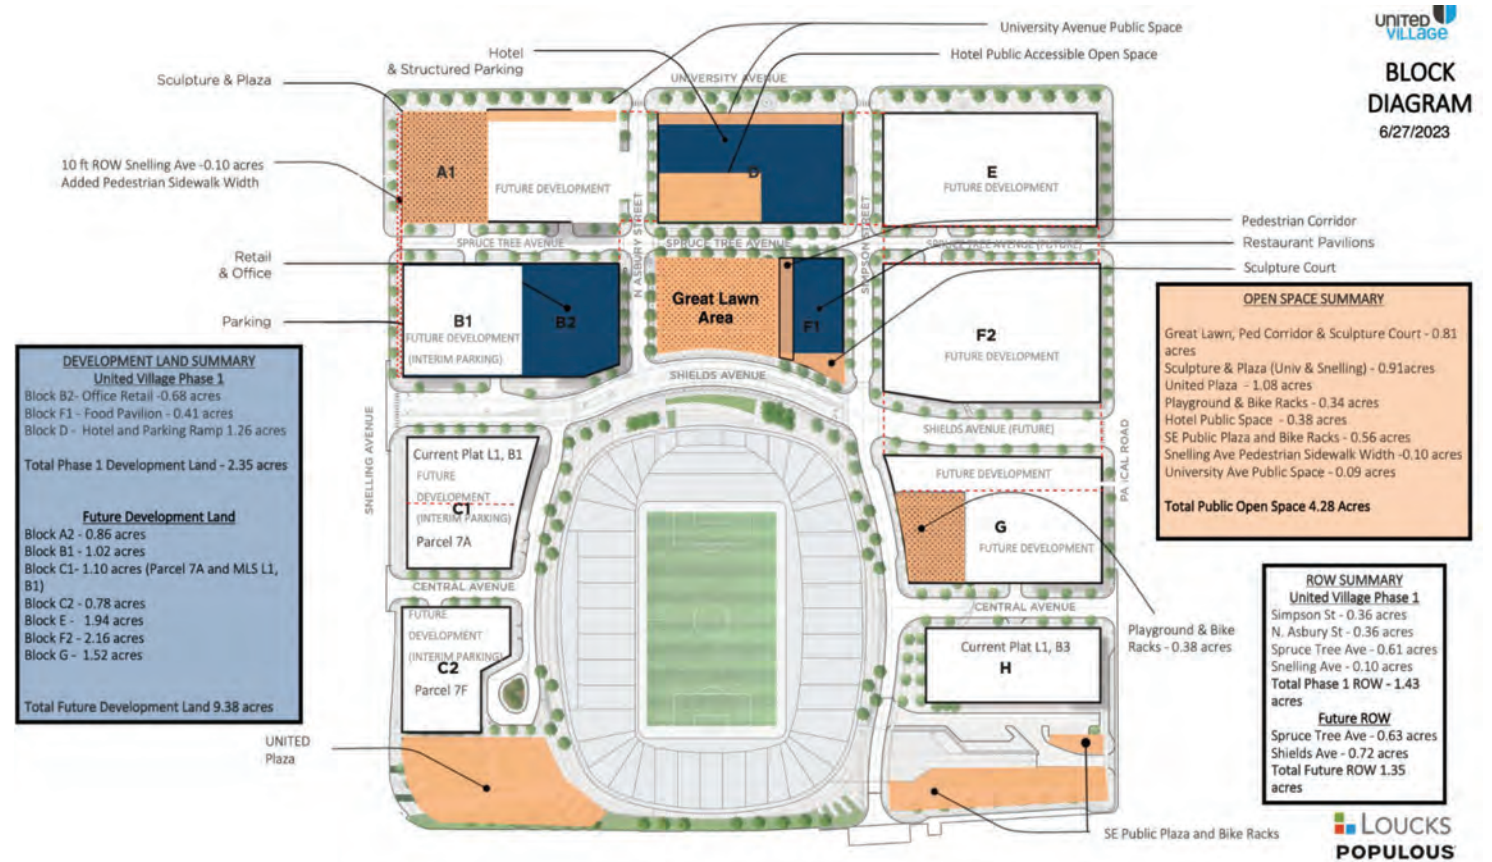 UNITED
VILLAGE
BLOCK
DIAGRAM
6/27/2023
University Avenue Public Space
Hotel
& Structured Parking
Hotel Public Accessible Open Space
UNIVERSITY AVENUE
Sculpture & Plaza
10 ft ROW Snelling Ave -0.10 acres
Added Pedestrian Sidewalk Width
A1
FUTURE DEVELOPMENT
D
E
FUTURE DEVELOPMENT
N ASBURY STREET
SIMPSON STREET
Pedestrian Corridor
Restaurant Pavilions
Sculpture Court
SPRUCE TREE AVENUE
SPRUCE TREE AVENUE
SPRUCE TREE AVENUE (FUTURE)
Retail
& Office
Parking
B1
FUTURE DEVELOPMENT
(INTERIM PARKING)
B2
Great Lawn
Area
F1
F2
FUTURE DEVELOPMENT
SHIELDS AVENUE
DEVELOPMENT LAND SUMMARY
United Village Phase 1
Block B2- Office Retail -0.68 acres
Block F1 - Food Pavilion - 0.41 acres
Block D - Hotel and Parking Ramp 1.26 acres
Total Phase 1 Development Land - 2.35 acres
Future Development Land
Block A2 - 0.86 acres
Block B1 - 1.02 acres
Block C1- 1.10 acres (Parcel 7A and MLS L1,
B1)
Block C2 - 0.78 acres
Block E - 1.94 acres
Block F2 - 2.16 acres
Block G - 1.52 acres
Total Future Development Land 9.38 acres
OPEN SPACE SUMMARY
Great Lawn, Ped Corridor & Sculpture Court - 0.81
acres
Sculpture & Plaza (Univ & Snelling) - 0.91acres
United Plaza - 1.08 acres
Playground & Bike Racks - 0.34 acres
Hotel Public Space - 0.38 acres
SE Public Plaza and Bike Racks - 0.56 acres
Snelling Ave Pedestrian Sidewalk Width -0.10 acres
University Ave Public Space - 0.09 acres
Total Public Open Space 4.28 Acres
SNELLING AVENUE
SHIELDS AVENUE (FUTURE)
PA ICAL ROAD
Current Plat L1, B1
FUTURE
DEVELOPMENT
C1
(INTERIM PARKING)
Parcel 7A
CENTRAL AVENUE
FUTURE DEVELOPMENT
G
FUTURE DEVELOPMENT
CENTRAL AVENUE
FUTURE
DEVELOPMENT
(INTERIM PARKING)
C2
Parcel 7F
Current Plat L1, B3
H
Playground & Bike
Racks - 0.38 acres
ROW SUMMARY
United Village Phase 1
Simpson St - 0.36 acres
N. Asbury St - 0.36 acres
Spruce Tree Ave - 0.61 acres
Snelling Ave - 0.10 acres
Total Phase 1 ROW - 1.43
acres
Future ROW
Spruce Tree Ave - 0.63 acres
Shields Ave - 0.72 acres
Total Future ROW 1.35
acres
UNITED
Plaza
SE Public Plaza and Bike Racks
LOUCKS
POPULOUS